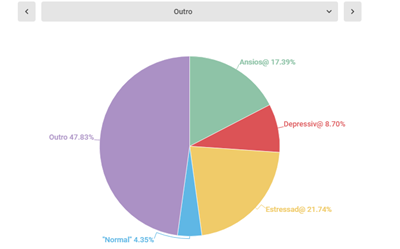 Outro
Ansios@ 17.39%
Depressiv@ 8.70%
Outro 47.83%
Estressad@ 21.74%
"Normal" 4.35%